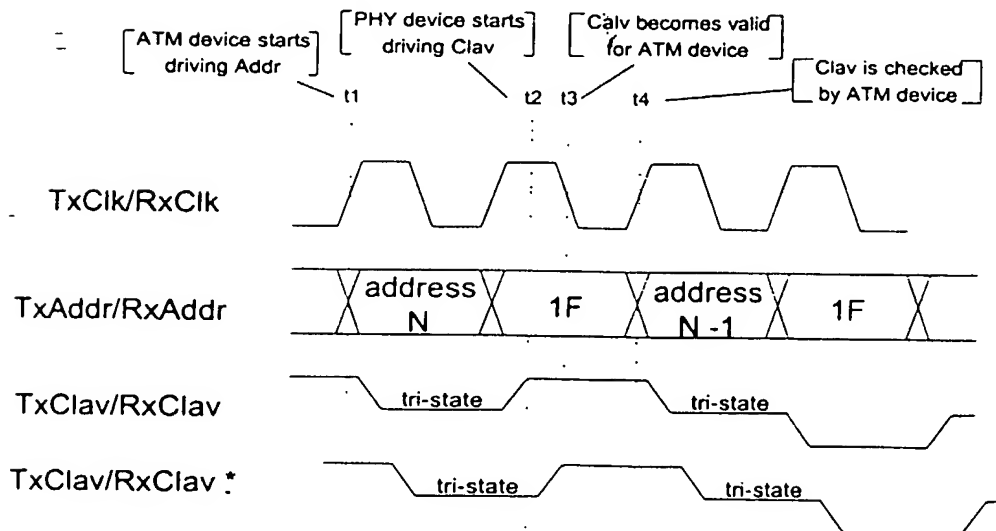 ATM device starts
driving Addr
PHY device starts
driving Clav
Calv becomes valid
for ATM device
Clav is checked
by ATM device
t1
t2
t3
t4
TxClk/RxClk
TxAddr/RxAddr
address
N
1F
address
N -1
1F
TxClav/RxClav
tri-state
tri-state
TxClav/RxClav *
tri-state
tri-state